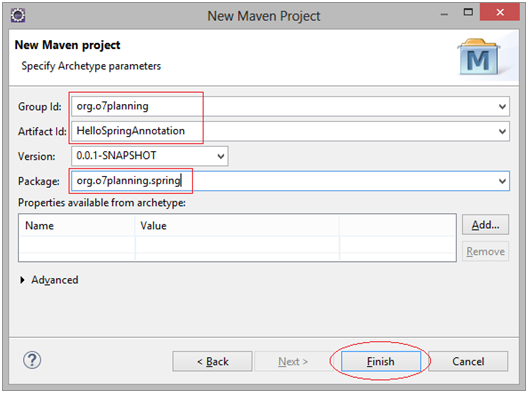 New Maven Project
New Maven project
Specify Archetype parameters
M
Group Id: org.o7planning
Artifact Id: HelloSpringAnnotation
Version: 0.0.1-SNAPSHOT
Package: org.o7planning.spring
Properties available from archetype:
Name Value
Add...
Remove
Advanced
? < Back Next > Finish Cancel